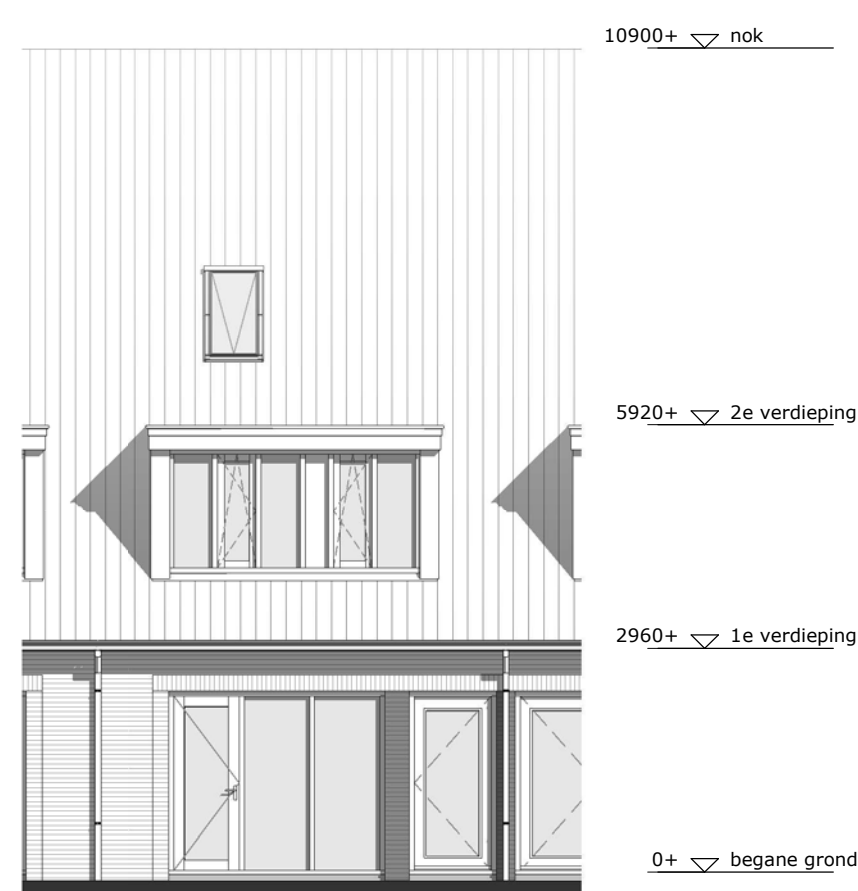 10900+ nok
5920+ 2e verdieping
2960+ 1e verdieping
0+ begane grond